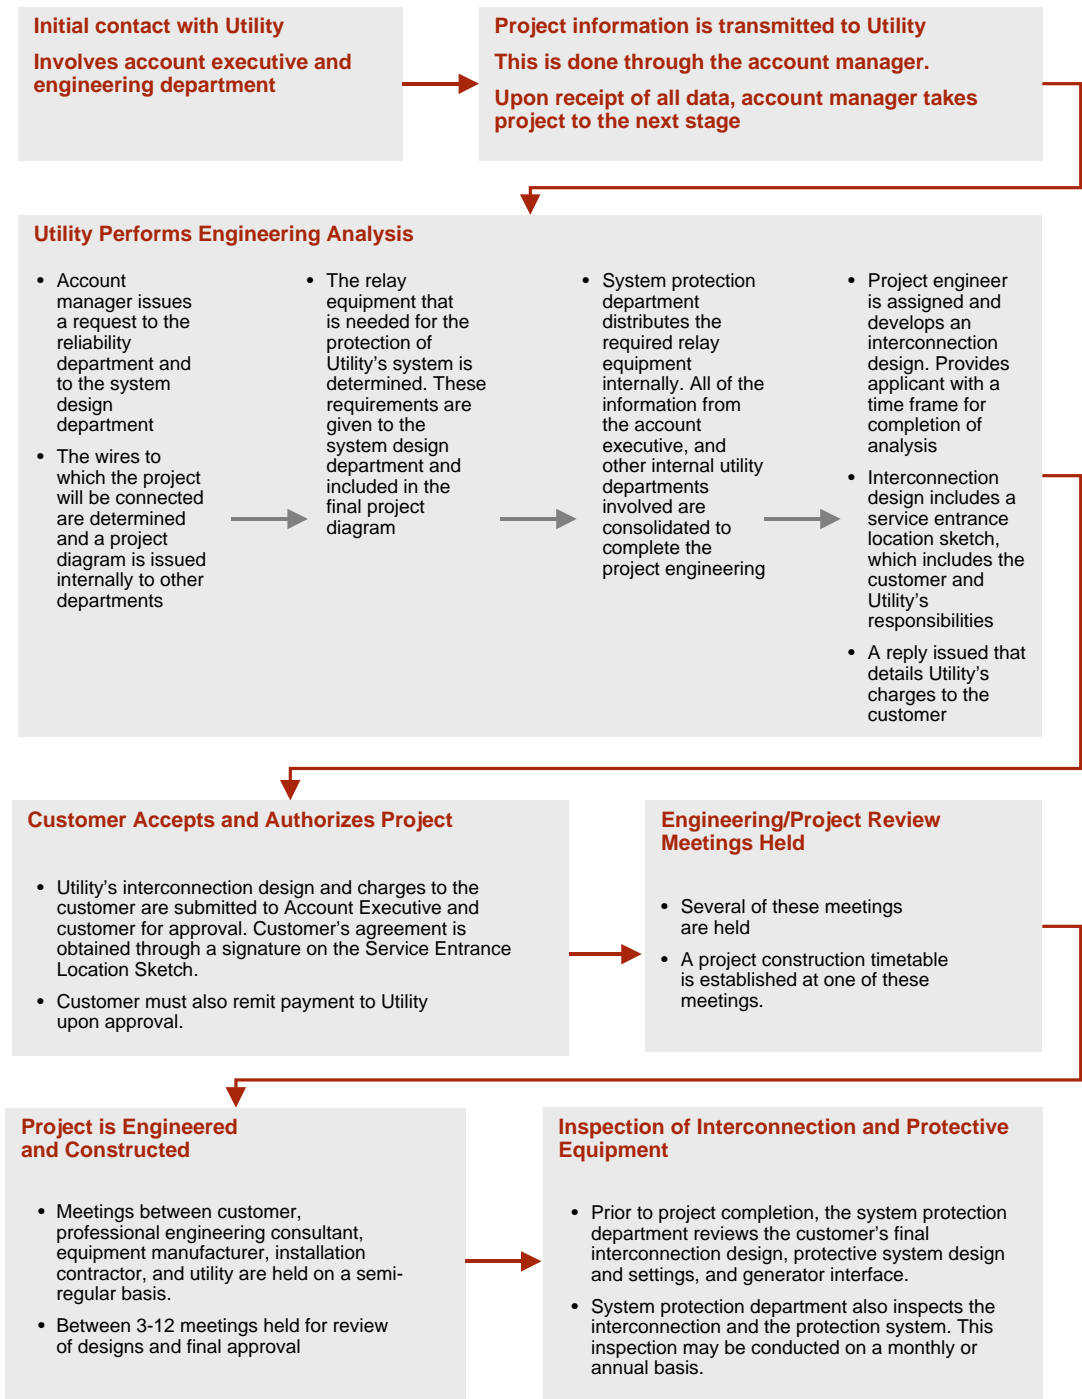 Initial contact with Utility
Involves account executive and
engineering department
Project information is transmitted to Utility
This is done through the account manager.
Upon receipt of all data, account manager takes
project to the next stage
Utility Performs Engineering Analysis
• Account
manager issues
a request to the
reliability
department and
to the system
design
department
• The wires to
which the project
will be connected
are determined
and a project
diagram is issued
internally to other
departments
• The relay
equipment that
is needed for the
protection of
Utility’s system is
determined. These
requirements are
given to the
system design
department and
included in the
final project
diagram
• System protection
department
distributes the
required relay
equipment
internally. All of the
information from
the account
executive, and
other internal utility
departments
involved are
consolidated to
complete the
project engineering
• Project engineer
is assigned and
develops an
interconnection
design. Provides
applicant with a
time frame for
completion of
analysis
• Interconnection
design includes a
service entrance
location sketch,
which includes the
customer and
Utility’s
responsibilities
• A reply issued that
details Utility’s
charges to the
customer
Customer Accepts and Authorizes Project
• Utility’s interconnection design and charges to the
customer are submitted to Account Executive and
customer for approval. Customer’s agreement is
obtained through a signature on the Service Entrance
Location Sketch.
• Customer must also remit payment to Utility
upon approval.
Engineering/Project Review
Meetings Held
• Several of these meetings
are held
• A project construction timetable
is established at one of these
meetings.
Project is Engineered
and Constructed
• Meetings between customer,
professional engineering consultant,
equipment manufacturer, installation
contractor, and utility are held on a semi-
regular basis.
• Between 3-12 meetings held for review
of designs and final approval
Inspection of Interconnection and Protective
Equipment
• Prior to project completion, the system protection
department reviews the customer’s final
interconnection design, protective system design
and settings, and generator interface.
• System protection department also inspects the
interconnection and the protection system. This
inspection may be conducted on a monthly or
annual basis.